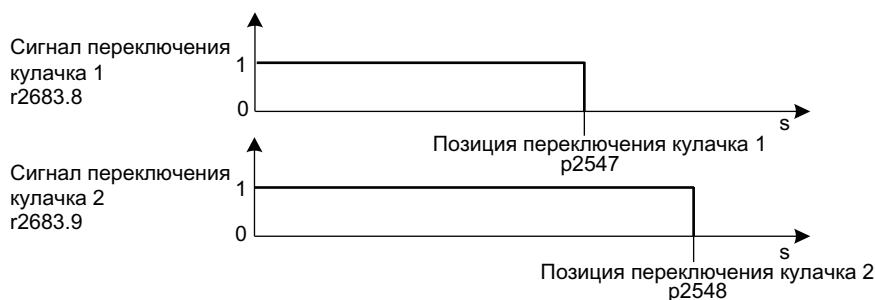 Сигнал переключения
кулачка 1
r2683.8
1
0
s
Позиция переключения кулачка 1
p2547
Сигнал переключения
кулачка 2
r2683.9
1
0
s
Позиция переключения кулачка 2
p2548